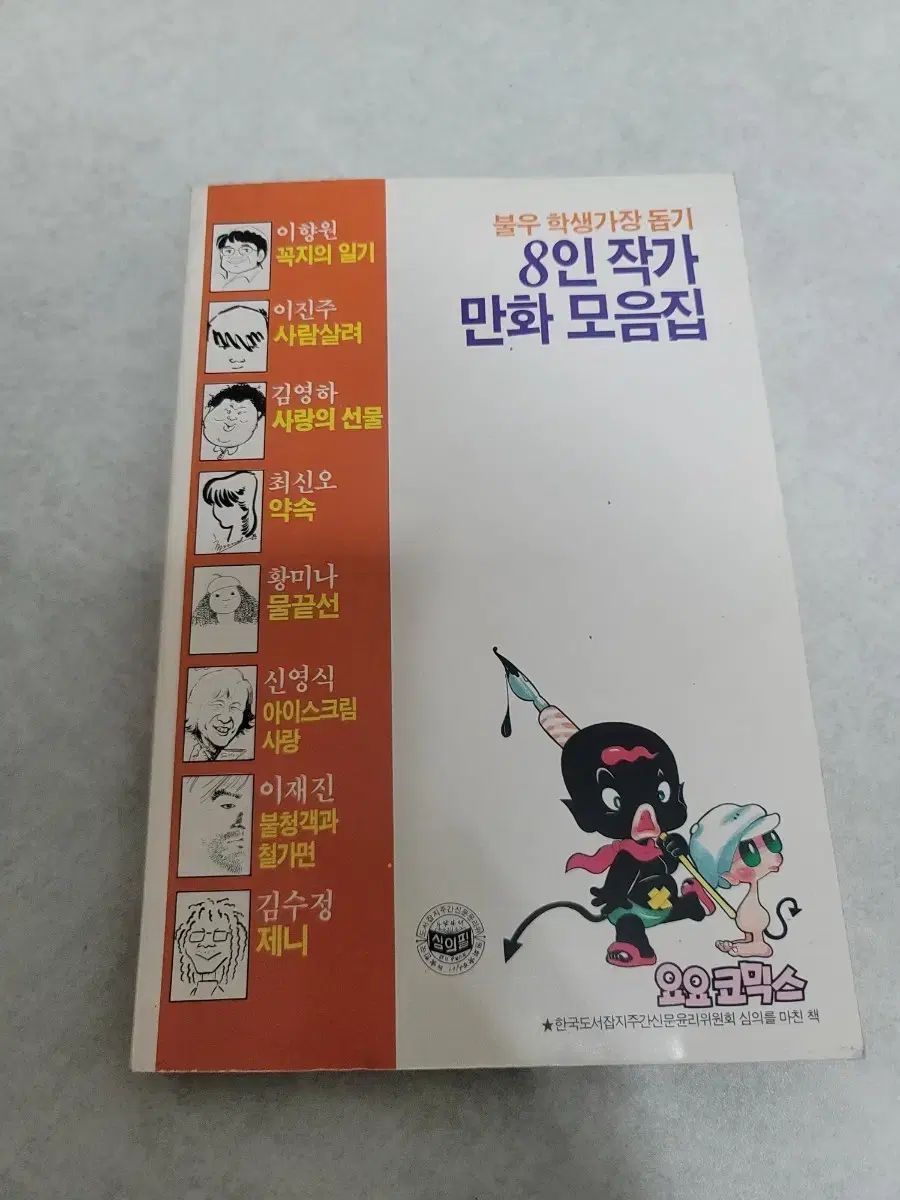 불우 학생가장 돕기
8인 작가
만화 모음집
이향원
꼭지의 일기
이진주
사람살려
김영하
사랑의 선물
최신오
약속
황미나
물끝선
신영식
아이스크림
사랑
이재진
불청객과
철가면
김수정
제니
심의필
요요 코믹스
★한국도서잡지주간신문윤리위원회 심의를 마친 책